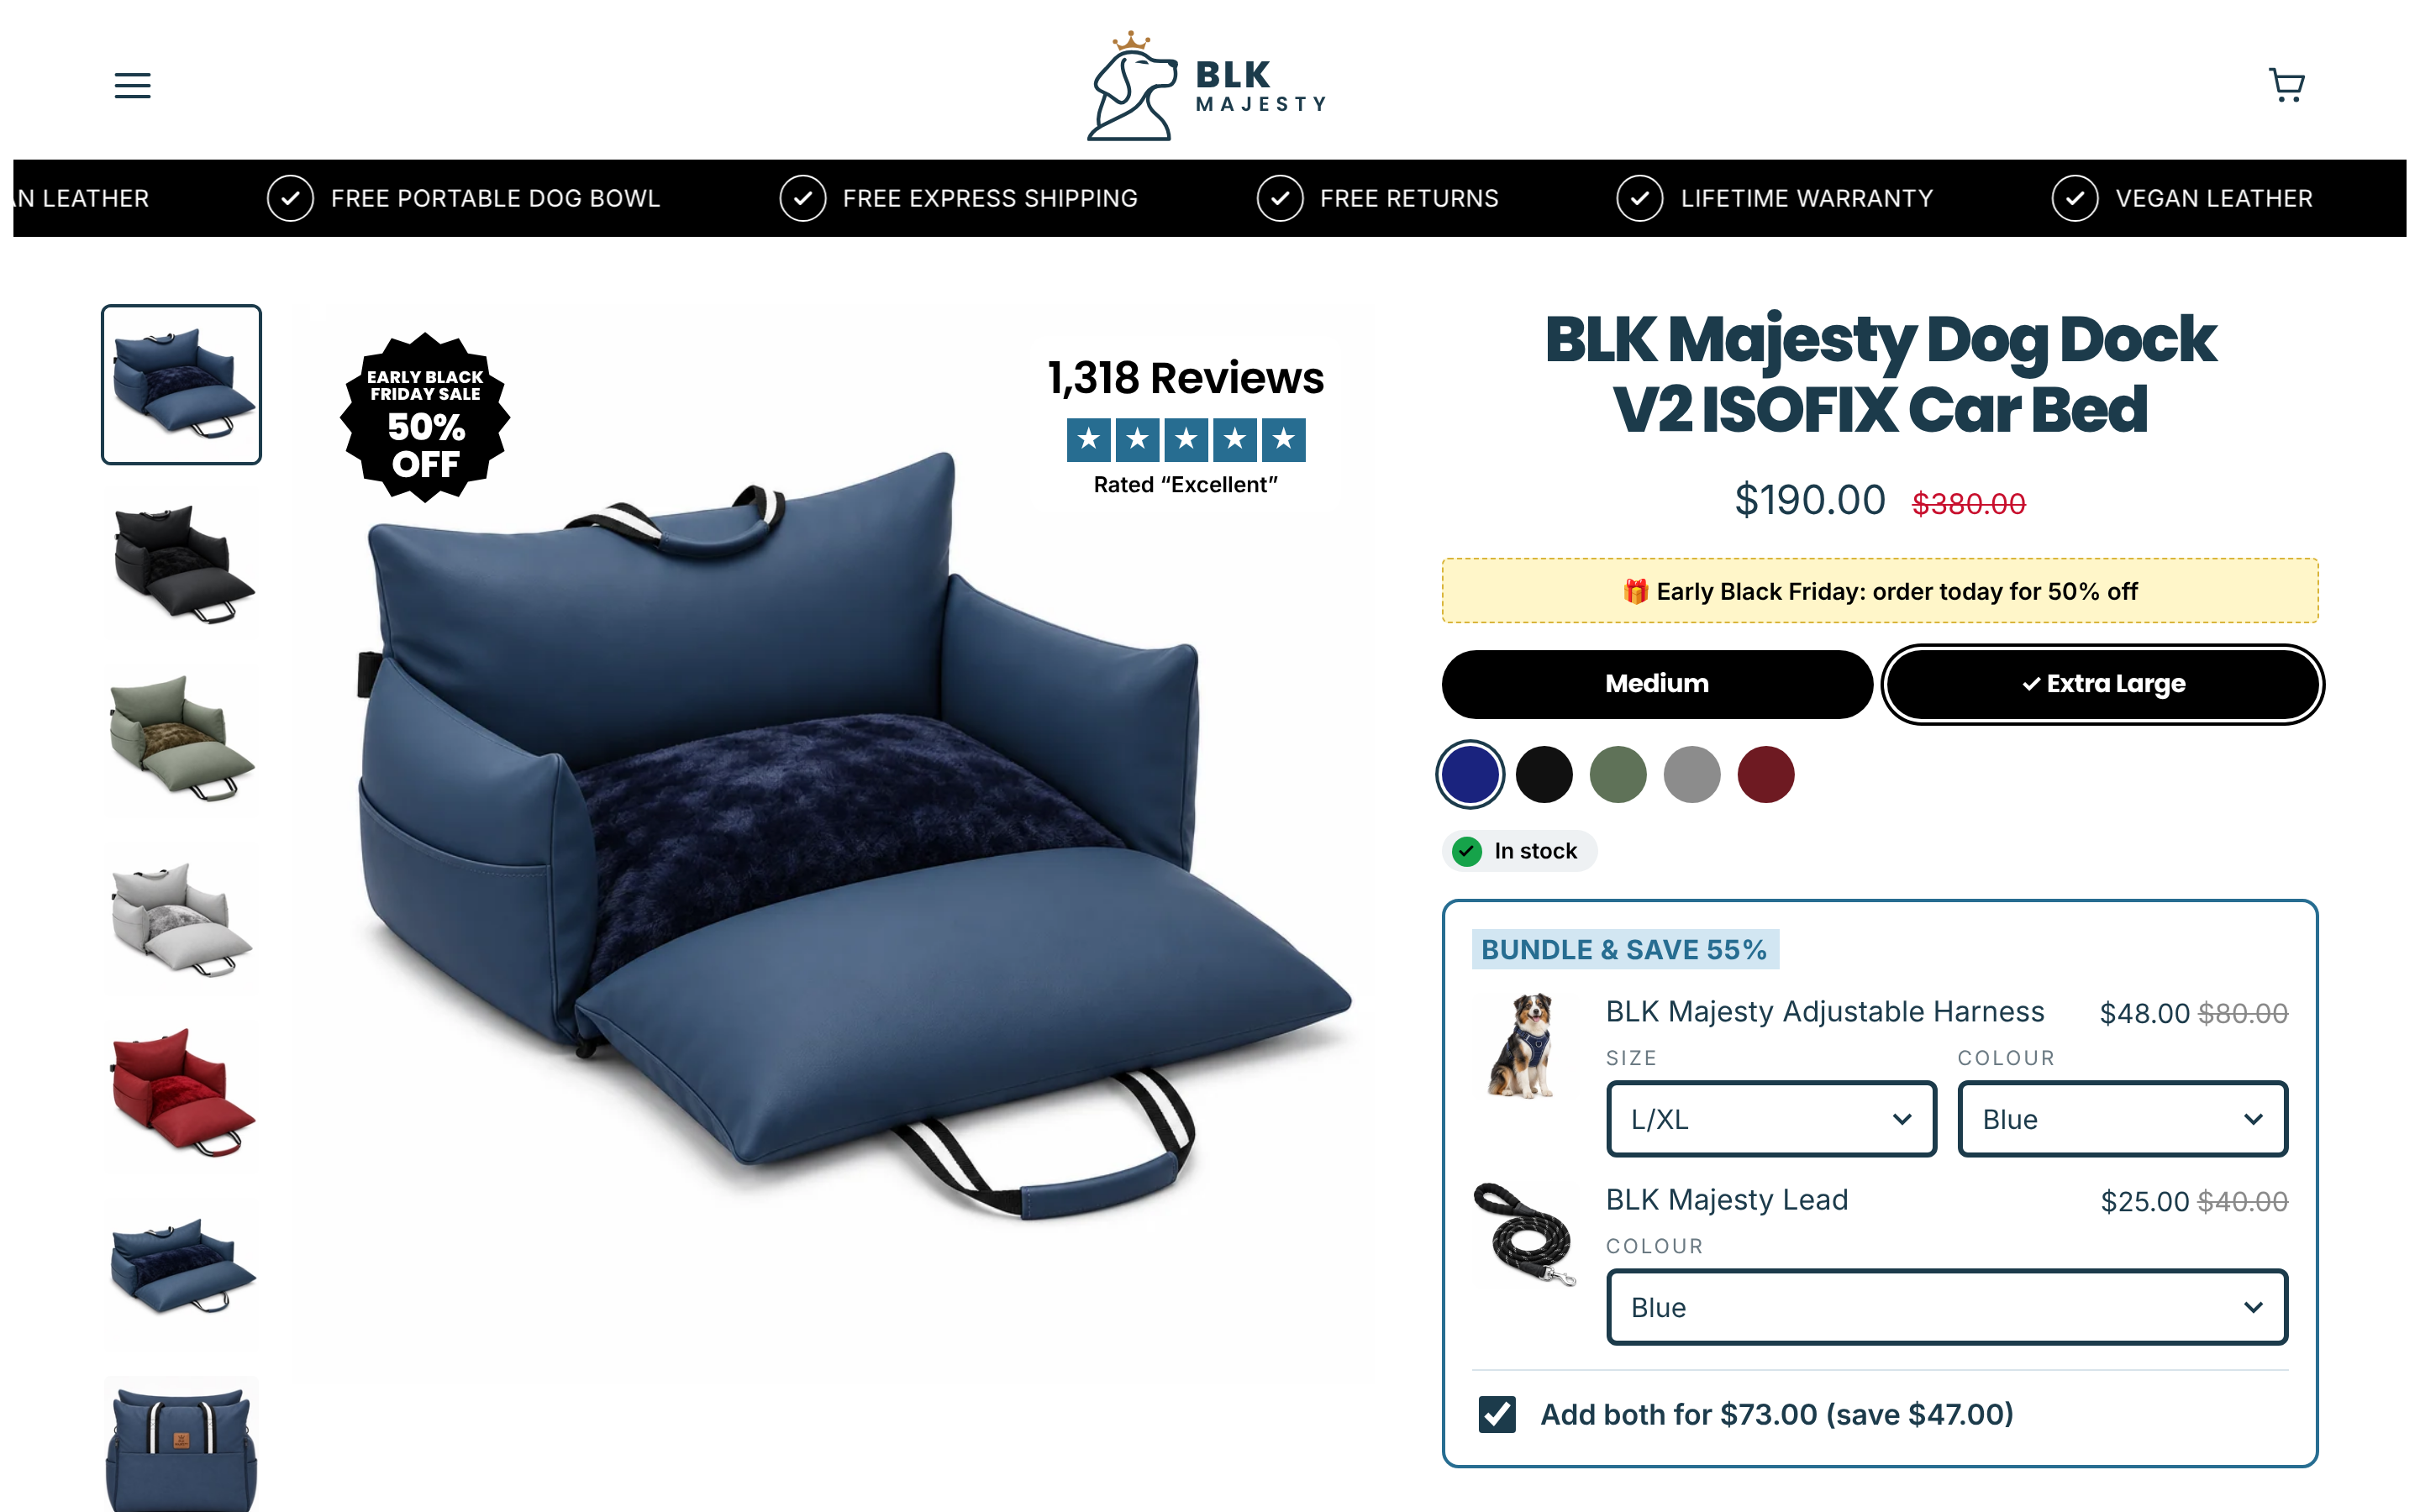 BLK
MAJESTY
N LEATHER
FREE PORTABLE DOG BOWL
FREE EXPRESS SHIPPING
FREE RETURNS
LIFETIME WARRANTY
VEGAN LEATHER
EARLY BLACK
FRIDAY SALE
50%
OFF
1,318 Reviews
Rated “Excellent”
BLK Majesty Dog Dock
V2 ISOFIX Car Bed
$190.00 $380.00
🎁 Early Black Friday: order today for 50% off
Medium
✓ Extra Large
In stock
BUNDLE & SAVE 55%
BLK Majesty Adjustable Harness $48.00 $80.00
SIZE COLOUR
L/XL Blue
BLK Majesty Lead $25.00 $40.00
COLOUR
Blue
Add both for $73.00 (save $47.00)